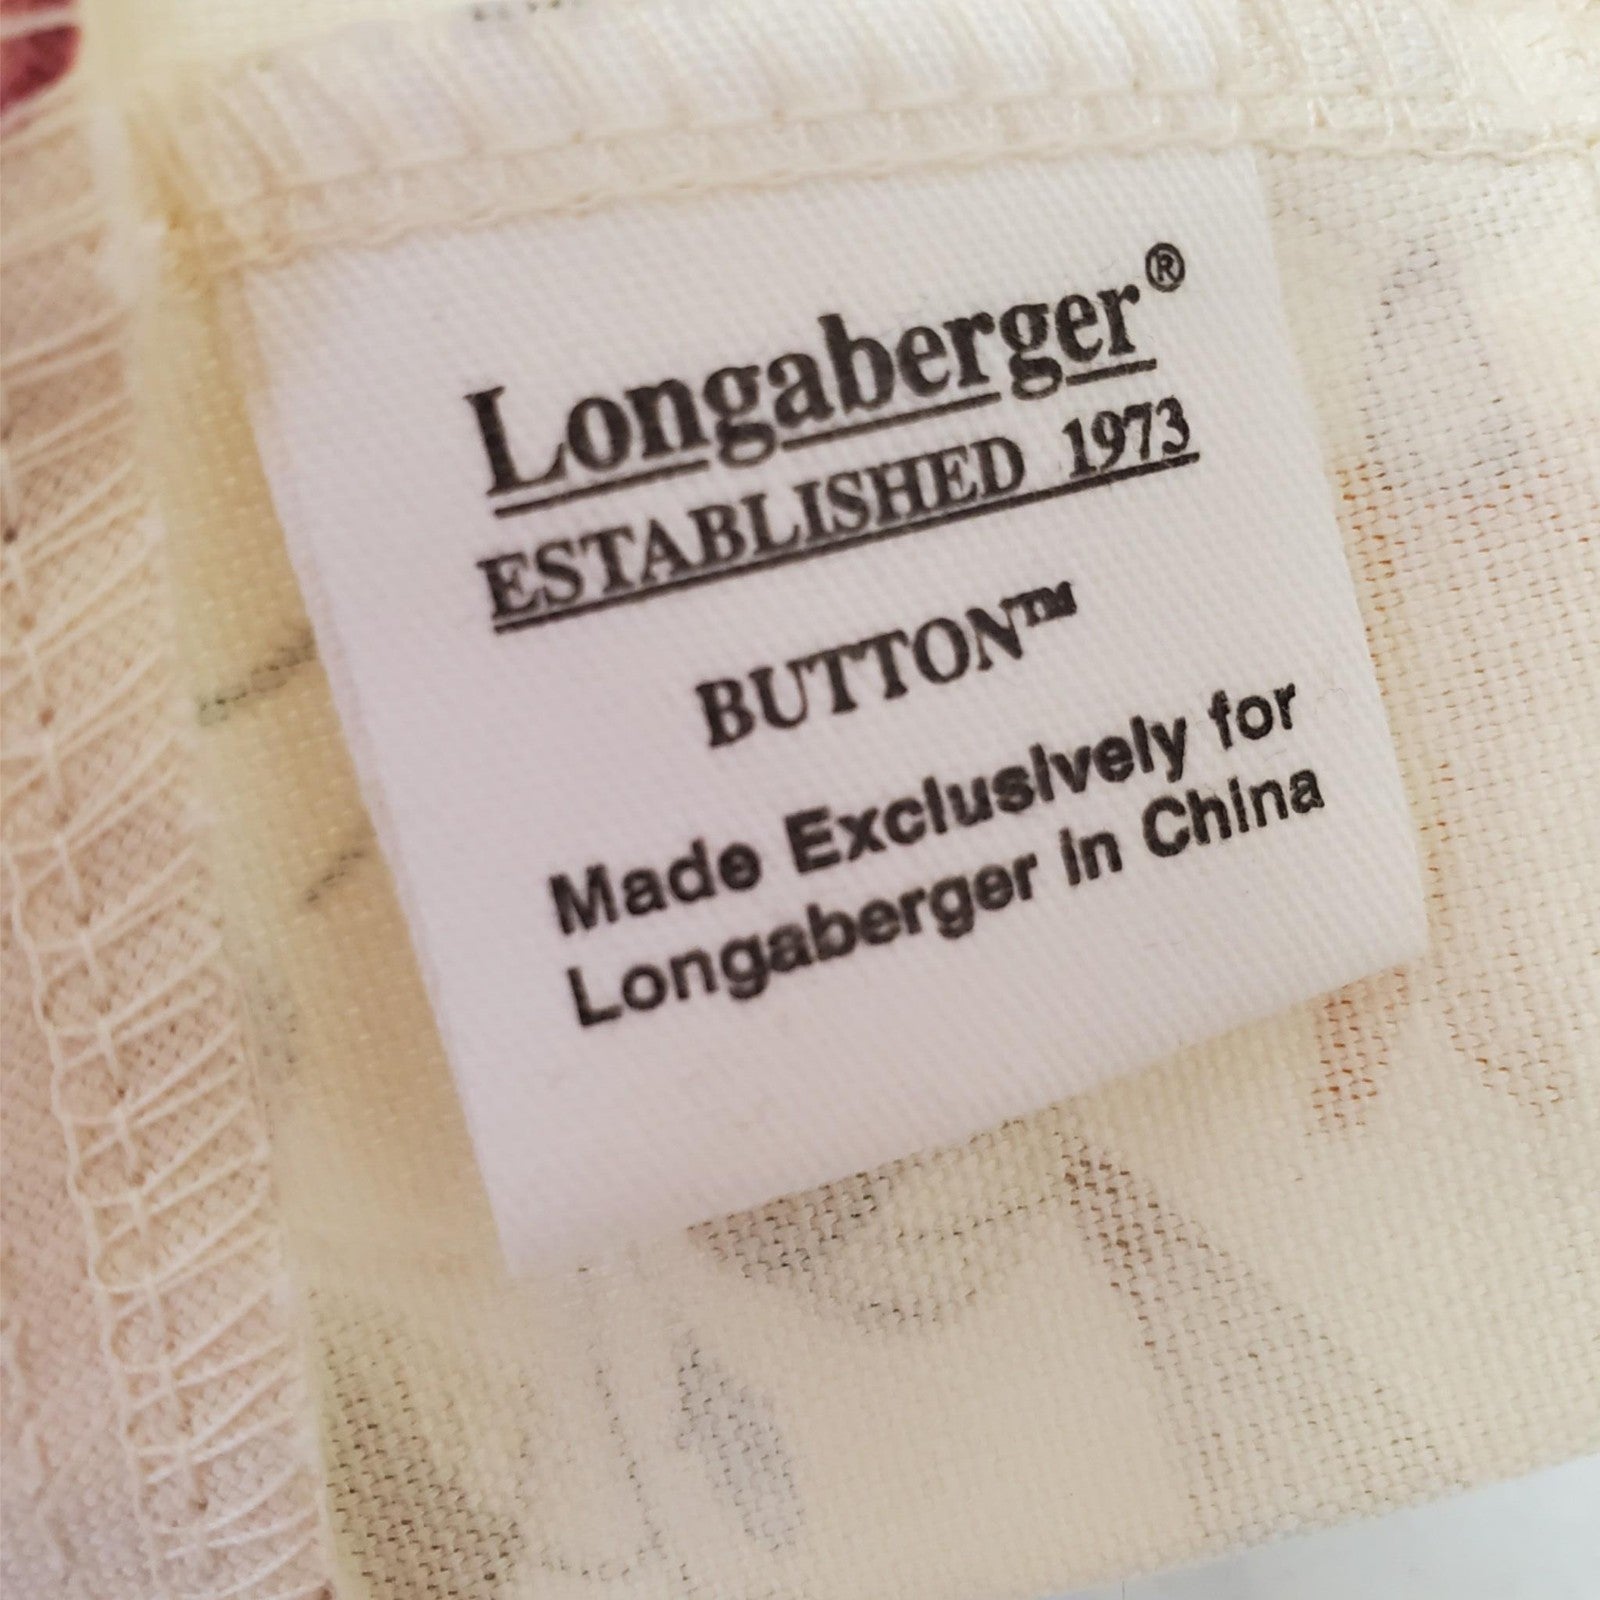 Longaberger®
ESTABLISHED 1973
BUTTON™
Made Exclusively for
Longaberger in China